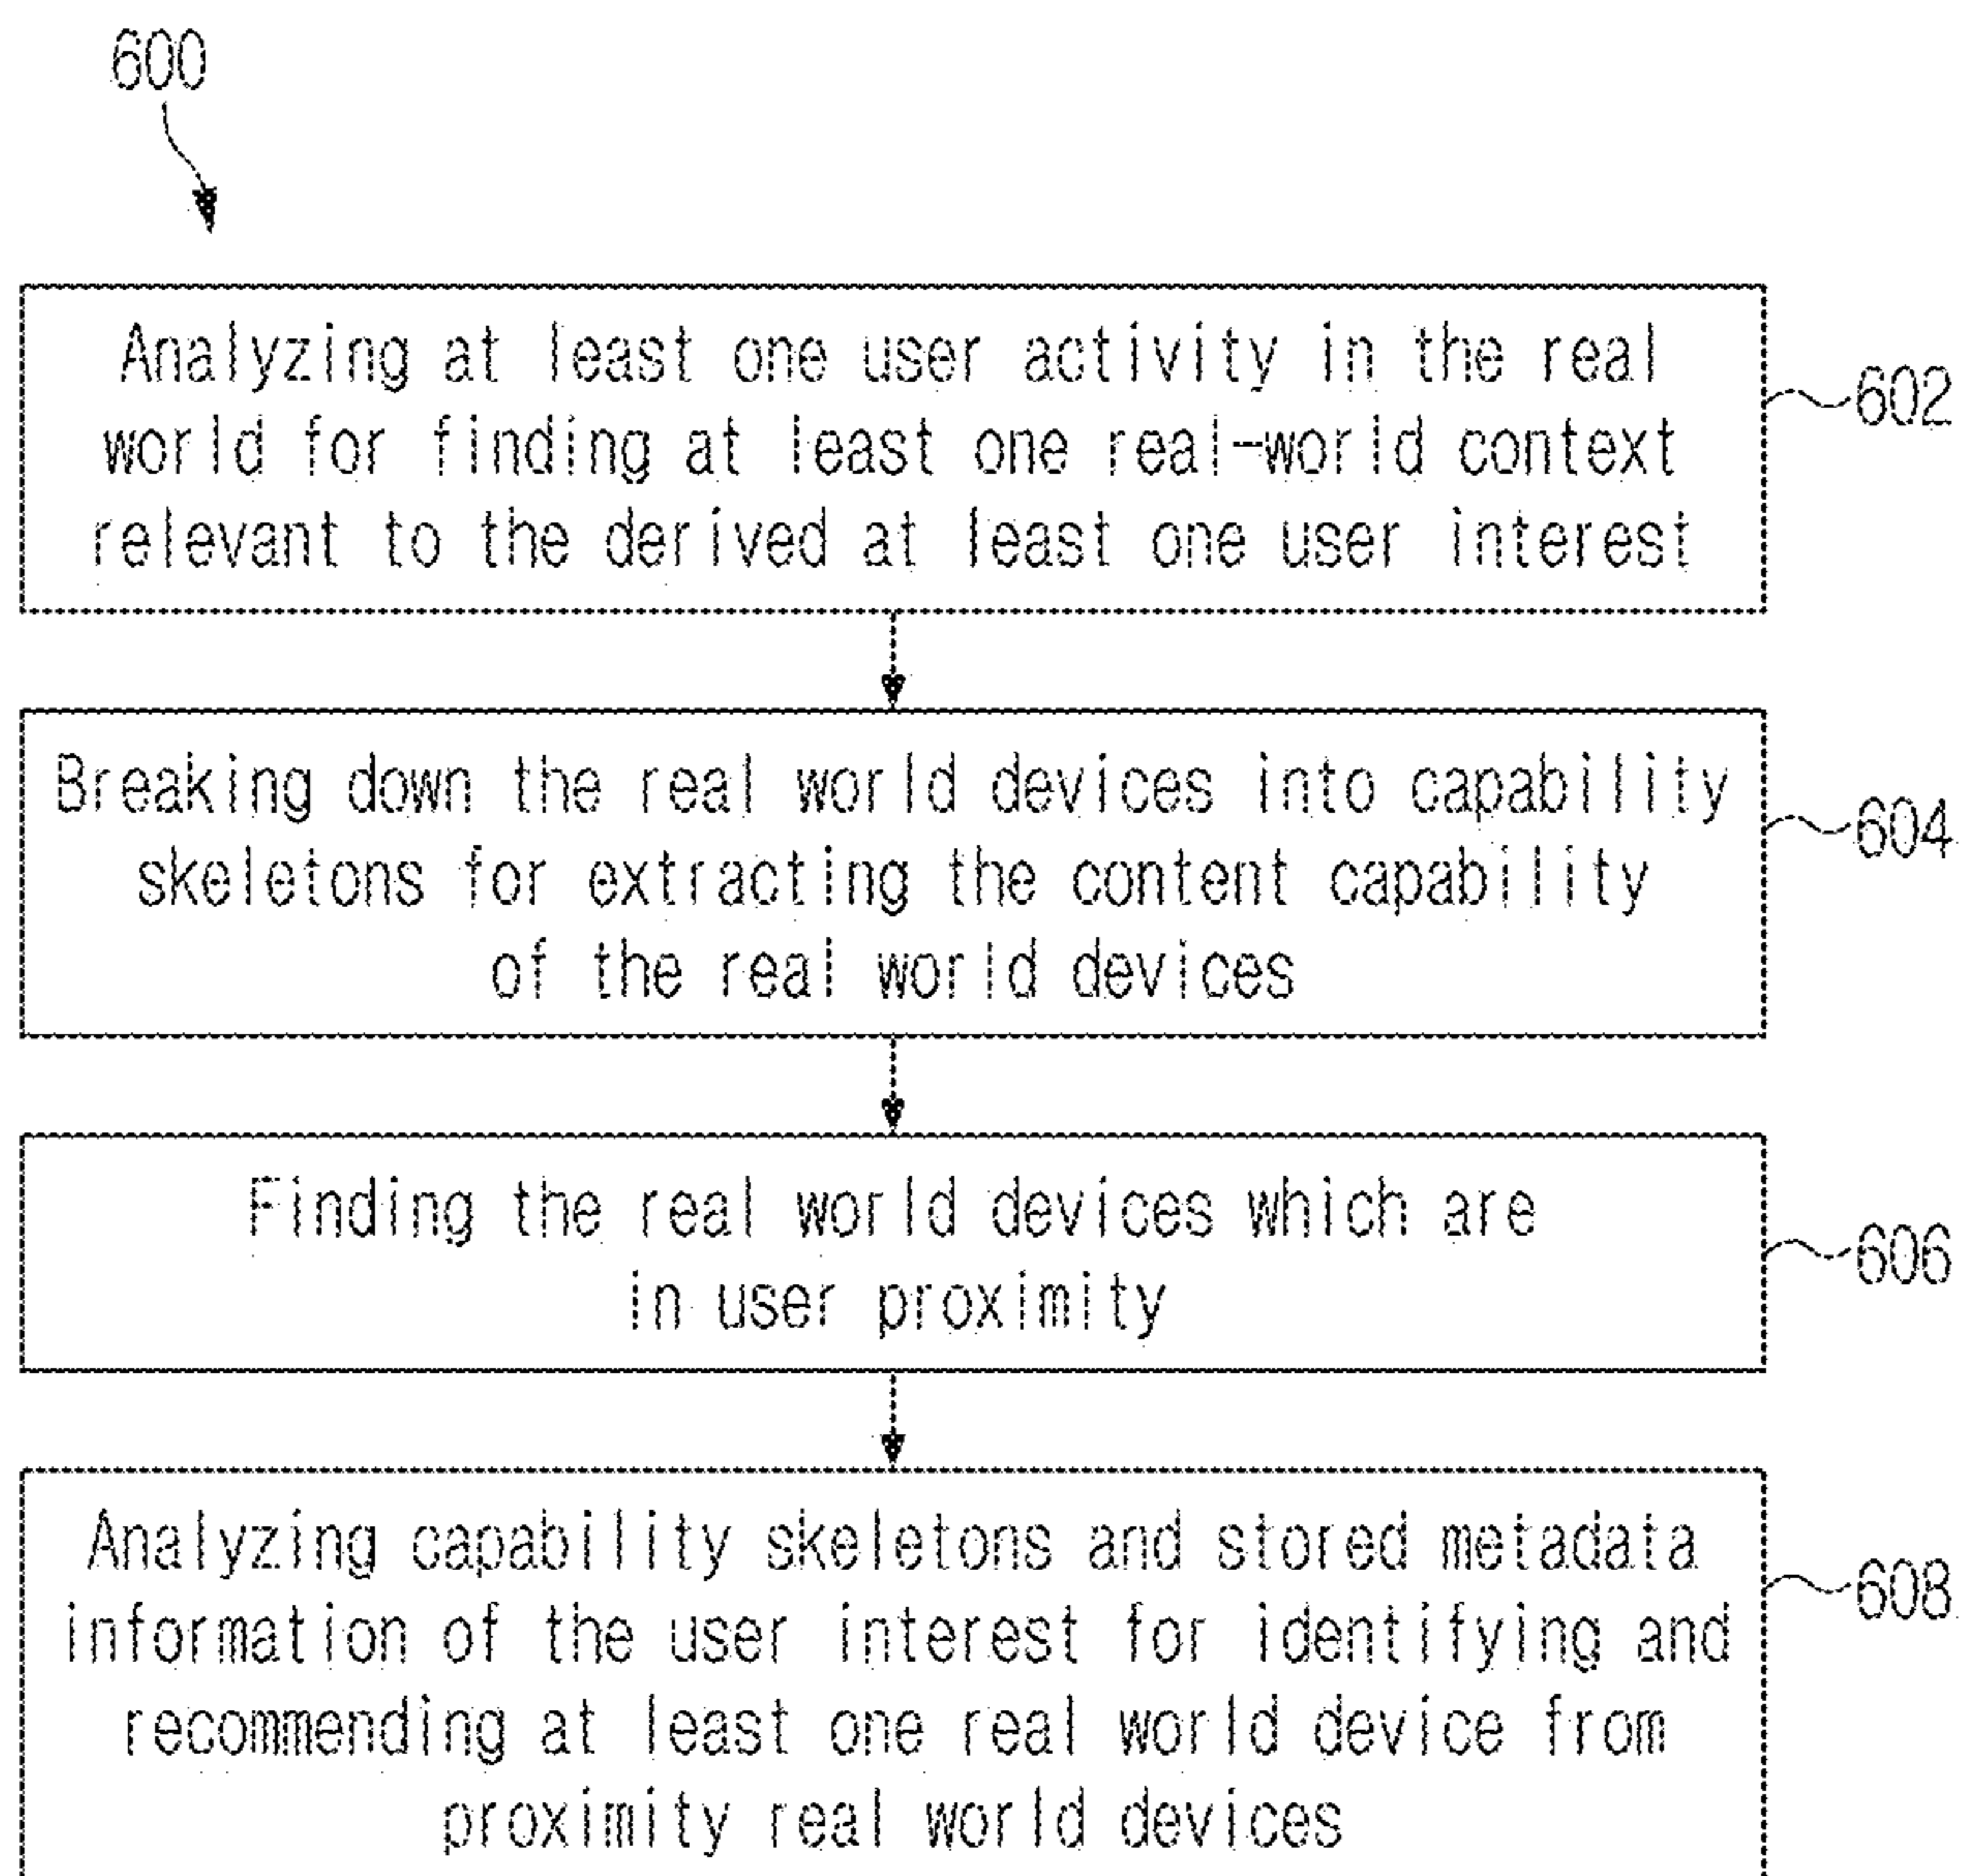 600
Analyzing at least one user activity in the real
world for finding at least one real-world context
relevant to the derived at least one user interest
602
Breaking down the real world devices into capability
skeletons for extracting the content capability
of the real world devices
604
Finding the real world devices which are
in user proximity
606
Analyzing capability skeletons and stored metadata
information of the user interest for identifying and
recommending at least one real world device from
proximity real world devices
608